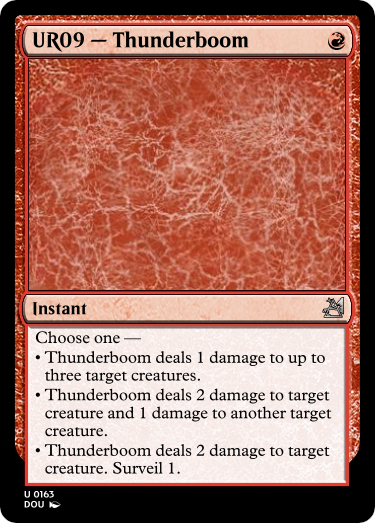 UR09 — Thunderboom
Instant
Choose one —
• Thunderboom deals 1 damage to up to
three target creatures.
• Thunderboom deals 2 damage to target
creature and 1 damage to another target
creature.
• Thunderboom deals 2 damage to target
creature. Surveil 1.
U 0163
DOU